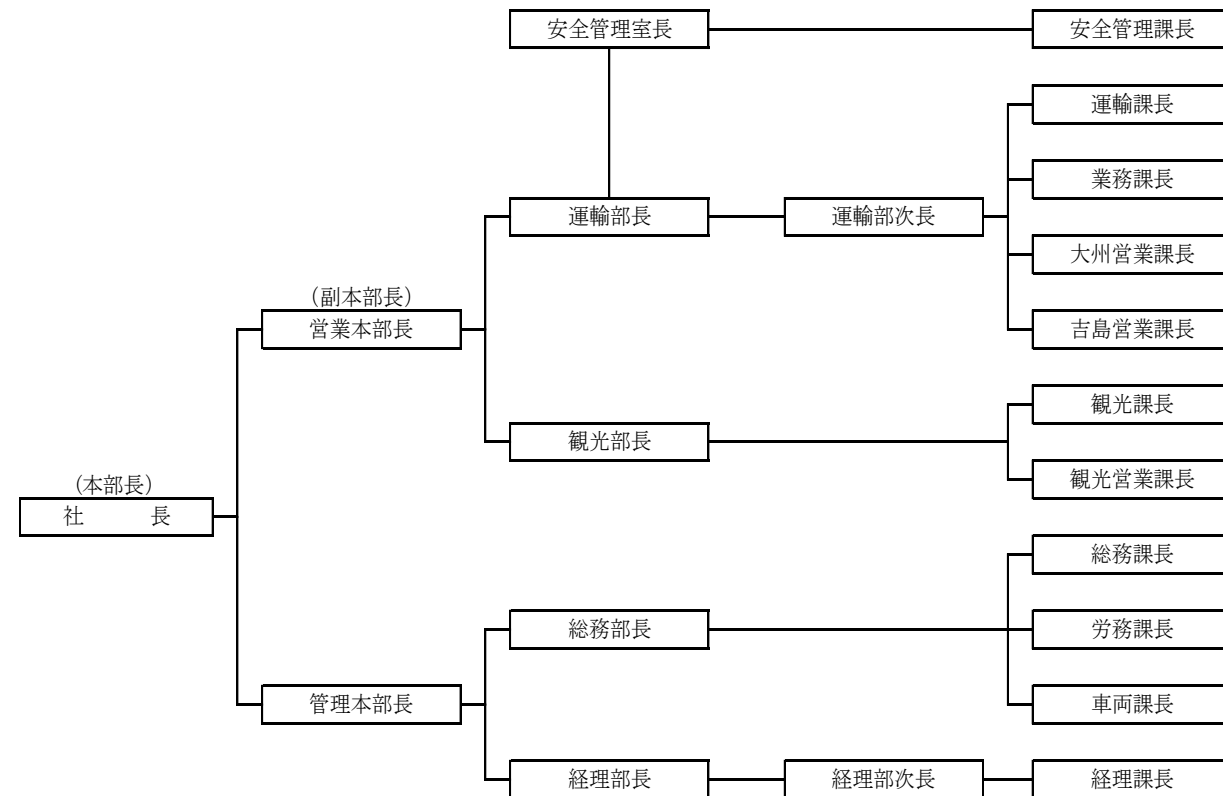 安全管理室長
安全管理課長
運輸課長
業務課長
運輸部長
運輸部次長
大州営業課長
(副本部長)
営業本部長
吉島営業課長
観光課長
観光部長
観光営業課長
(本部長)
社　　　長
総務課長
総務部長
労務課長
管理本部長
車両課長
経理部長
経理部次長
経理課長